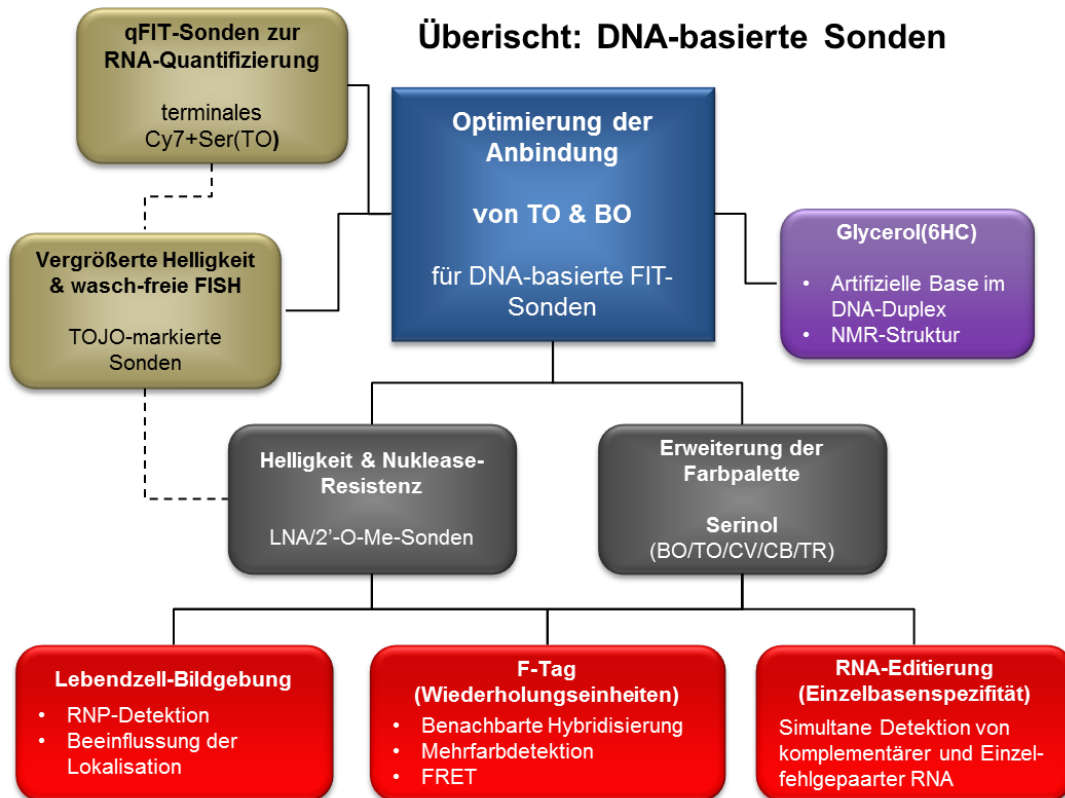 Überischt: DNA-basierte Sonden
qFIT-Sonden zur
RNA-Quantifizierung
terminales
Cy7+Ser(TO)
Optimierung der
Anbindung
von TO & BO
für DNA-basierte FIT-
Sonden
Glycerol(6HC)
• Artifizielle Base im
DNA-Duplex
• NMR-Struktur
Vergrößerte Helligkeit
& wasch-freie FISH
TOJO-markierte
Sonden
Helligkeit & Nuklease-
Resistenz
LNA/2'-O-Me-Sonden
Erweiterung der
Farbpalette
Serinol
(BO/TO/CV/CB/TR)
Lebendzell-Bildgebung
• RNP-Detektion
• Beeinflussung der
Lokalisation
F-Tag
(Wiederholungseinheiten)
• Benachbarte Hybridisierung
• Mehrfarbdetektion
• FRET
RNA-Editierung
(Einzelbasenspezifität)
Simultane Detektion von
komplementärer und Einzel-
fehlgepaarter RNA